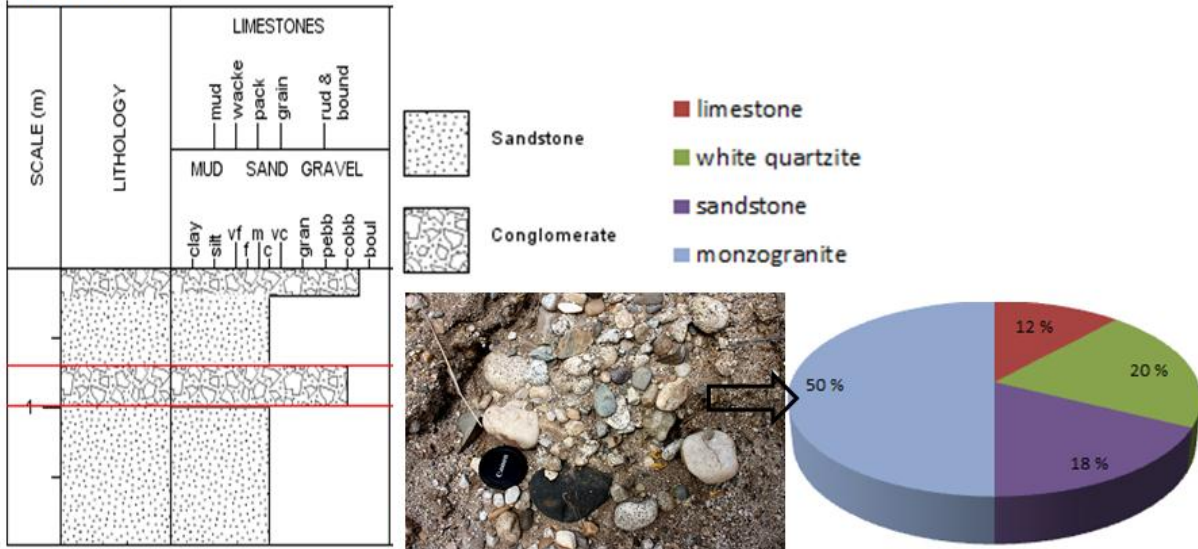 SCALE (m)
LITHOLOGY
LIMESTONES
mud
wacke
pack
grain
rud &
bound
MUD SAND GRAVEL
clay
silt
vf
f
m
c
vc
gran
pebb
cobb
boul
1
Sandstone
Conglomerate
limestone
white quartzite
sandstone
monzogranite
Canon
12 %
20 %
18 %
50 %